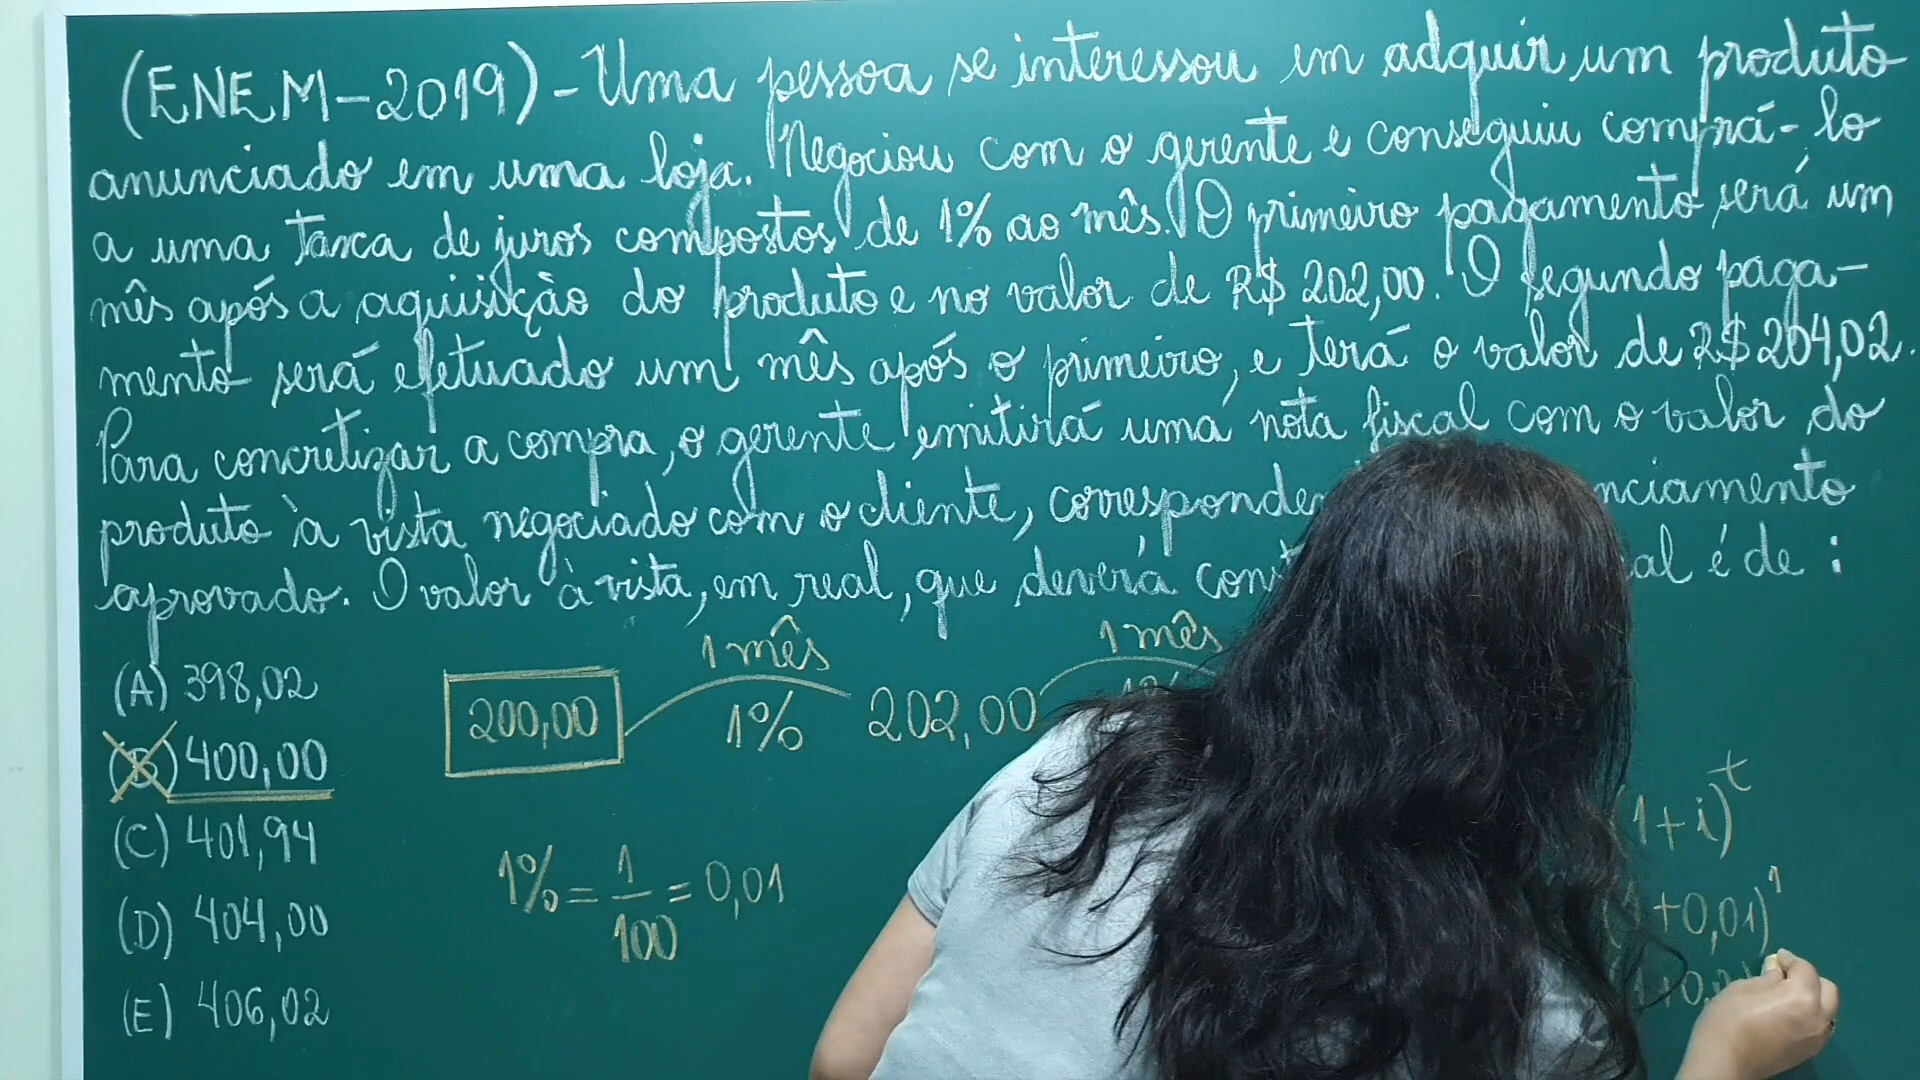 (ENEM-2019) - Uma pessoa se interessou em adquirir um produto
anunciado em uma loja. Negociou com o gerente e conseguiu comprá-lo
a uma taxa de juros compostos de 1% ao mês. O primeiro pagamento será um
mês após a aquisição do produto e no valor de R$ 202,00. O segundo paga-
mento será efetuado um mês após o primeiro, e terá o valor de R$ 204,02.
Para concretizar a compra, o gerente emitirá uma nota fiscal com o valor do
produto à vista negociado com o cliente,
aprovado. O valor à vista, em real, que deverá é de :
1 mês 1 mês
(A) 398,02
200,00 1% 202,00
(B) 400,00
(1+i)^t
(C) 401,94
1% = 1/100 = 0,01
+0,01)^1
(D) 404,00
(E) 406,02